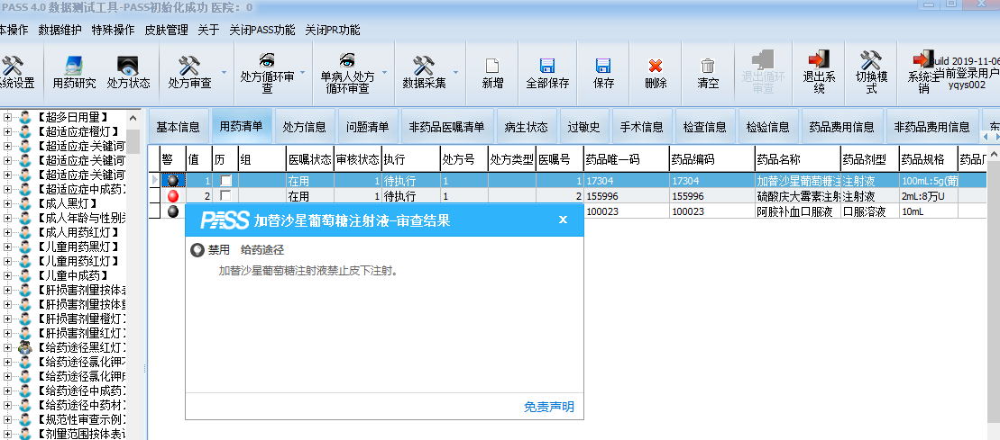 PASS 4.0 数据测试工具-PASS初始化成功 医院：0
本操作 数据维护 特殊操作 皮肤管理 关于 关闭PASS功能 关闭PR功能
系统设置 用药研究 处方状态 处方审查 处方循环审查 单病人处方循环审查 数据采集 新增 全部保存 保存 删除 清空 退出循环审查 退出系统 切换模式 系统注销
uild 2019-11-06
当前登录用户
yqys002
基本信息 用药清单 处方信息 问题清单 非药品医嘱清单 病生状态 过敏史 手术信息 检查信息 检验信息 药品费用信息 非药品费用信息 东
警 值 历 组 医嘱状态 审核状态 执行 处方号 处方类型 医嘱号 药品唯一码 药品编码 药品名称 药品剂型 药品规格 药品厂
1 在用 1 待执行 1 1 17304 17304 加替沙星葡萄糖注 注射液 100mL:5g(葡
2 在用 1 待执行 1 2 155996 155996 硫酸庆大霉素注射 注射液 2mL:8万U
100023 100023 阿胶补血口服液 口服溶液 10mL
PASS 加替沙星葡萄糖注射液-审查结果 x
禁用 给药途径
加替沙星葡萄糖注射液禁止皮下注射。
免责声明
【超多日用量】
【超适应症橙灯】
【超适应症-关键词
【超适应症-关键词
【超适应症-关键词
【超适应症中成药】
【成人黑灯】
【成人年龄与性别
【成人用药红灯】
【儿童用药黑灯】
【儿童用药红灯】
【儿童中成药】
【肝损害剂量按体表
【肝损害剂量按体重
【肝损害剂量橙灯】
【肝损害剂量红灯】
【给药途径黑红灯】
【给药途径氯化钾
【给药途径氯化钾
【给药途径中成药】
【给药途径中药材】
【规范性审查示例】
【剂量范围按体表